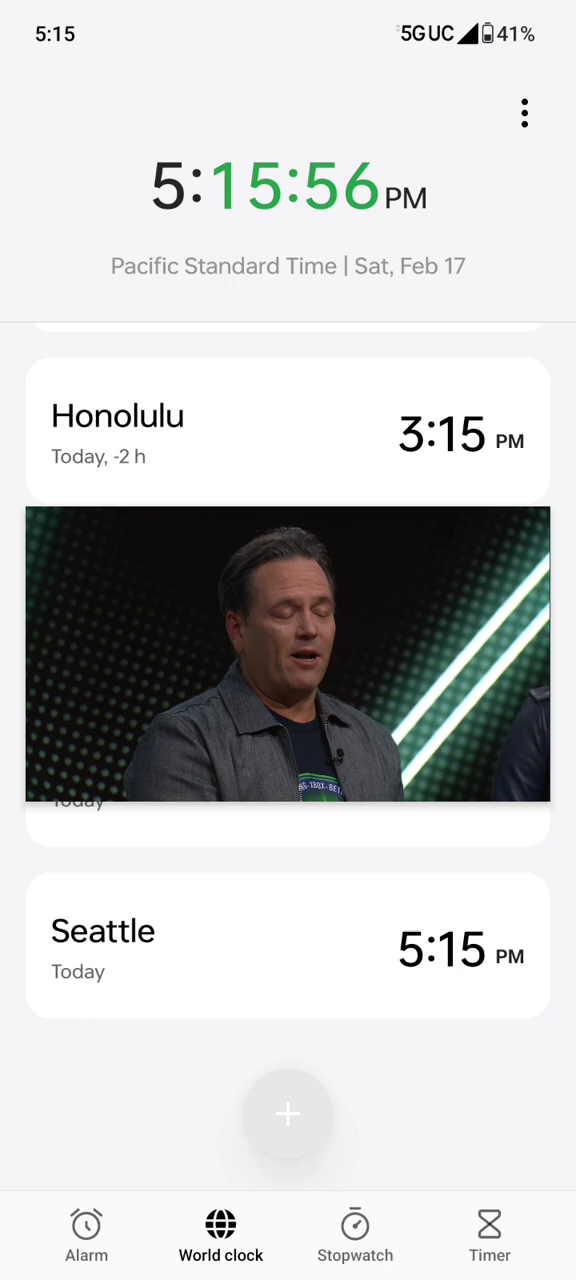 5:15
5G UC
41%
5:15:56 PM
Pacific Standard Time | Sat, Feb 17
Honolulu
3:15 PM
Today, -2 h
Today
Seattle
5:15 PM
Today
Alarm
World clock
Stopwatch
Timer